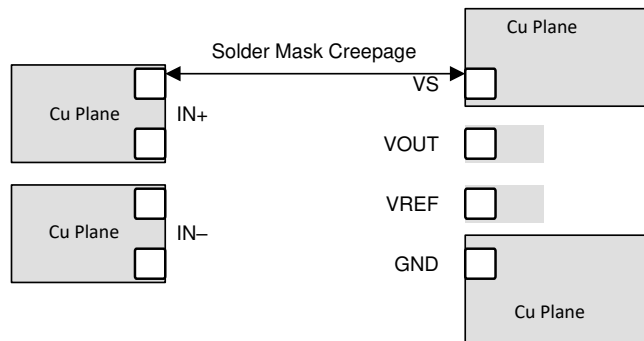 Cu Plane
Solder Mask Creepage
VS
Cu Plane
IN+
VOUT
VREF
Cu Plane
IN–
GND
Cu Plane